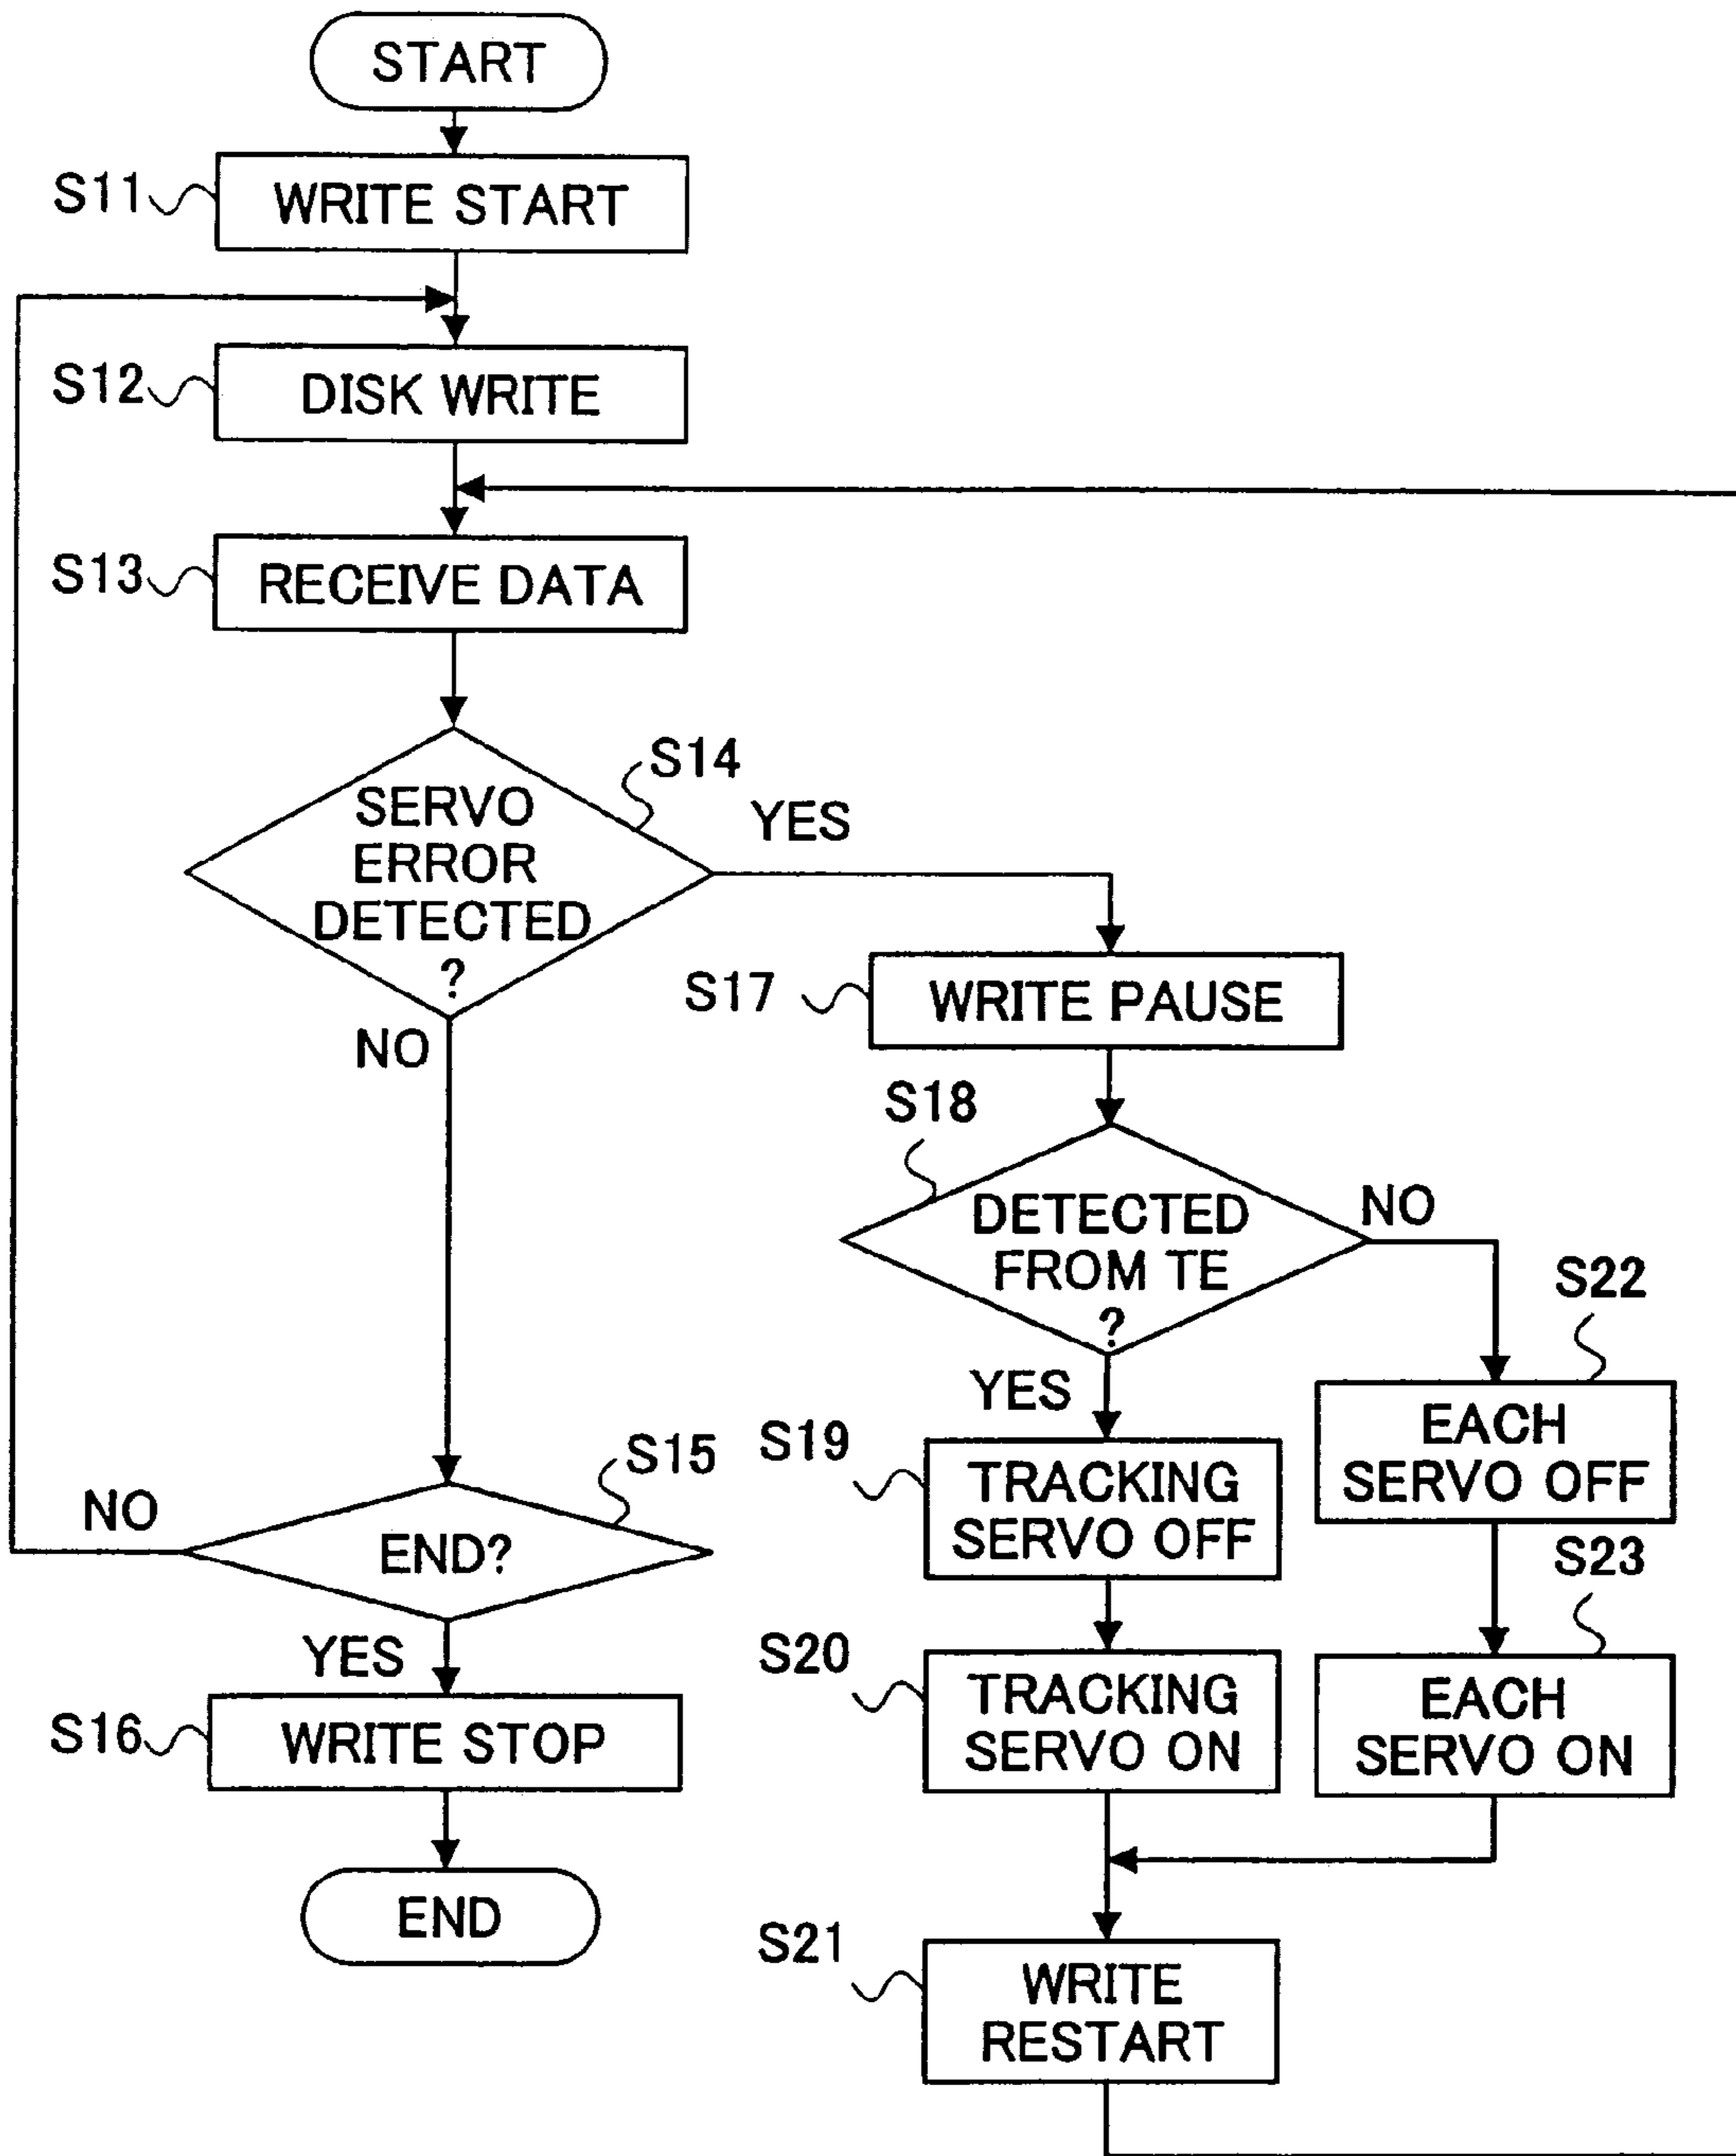 START
S11
WRITE START
S12
DISK WRITE
S13
RECEIVE DATA
S14
SERVO
ERROR
DETECTED
?
YES
NO
S17
WRITE PAUSE
S18
DETECTED
FROM TE
?
NO
YES
S22
EACH
SERVO OFF
S19
TRACKING
SERVO OFF
S23
EACH
SERVO ON
S20
TRACKING
SERVO ON
S21
WRITE
RESTART
S15
END?
NO
YES
S16
WRITE STOP
END